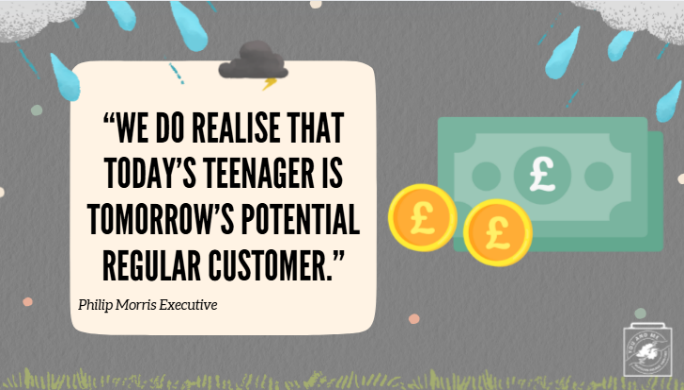 “WE DO REALISE THAT
TODAY’S TEENAGER IS
TOMORROW’S POTENTIAL
REGULAR CUSTOMER.”
Philip Morris Executive
£
£
£